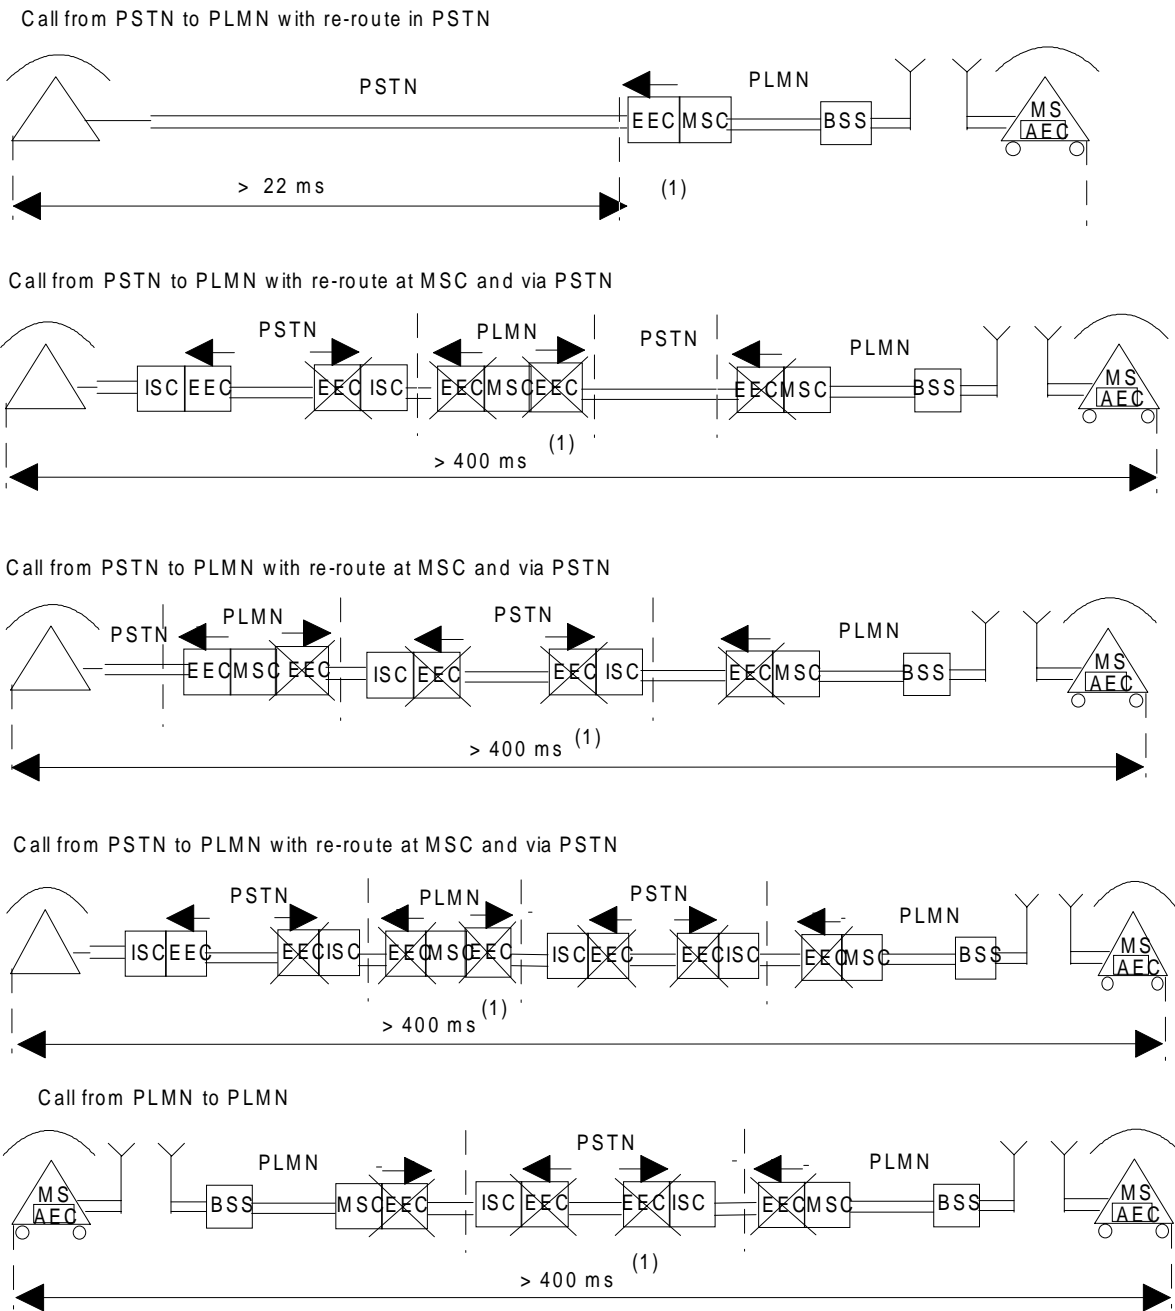 Call from PSTN to PLMN with re-route in PSTN
PSTN PLMN
EEC MSC BSS MS
AEC
> 22 ms (1)
Call from PSTN to PLMN with re-route at MSC and via PSTN
PSTN PLMN PSTN PLMN
ISC EEC EEC ISC EEC MSC EEC EEC MSC BSS MS
AEC
(1)
> 400 ms
Call from PSTN to PLMN with re-route at MSC and via PSTN
PSTN PLMN PSTN PLMN
EEC MSC EEC ISC EEC EEC ISC EEC MSC BSS MS
AEC
> 400 ms (1)
Call from PSTN to PLMN with re-route at MSC and via PSTN
PSTN PLMN PSTN PLMN
ISC EEC EEC ISC EEC MSC EEC ISC EEC EEC ISC EEC MSC BSS MS
AEC
(1)
> 400 ms
Call from PLMN to PLMN
PLMN PSTN PLMN
MS BSS MSC EEC ISC EEC EEC ISC EEC MSC BSS MS
AEC AEC
(1)
> 400 ms